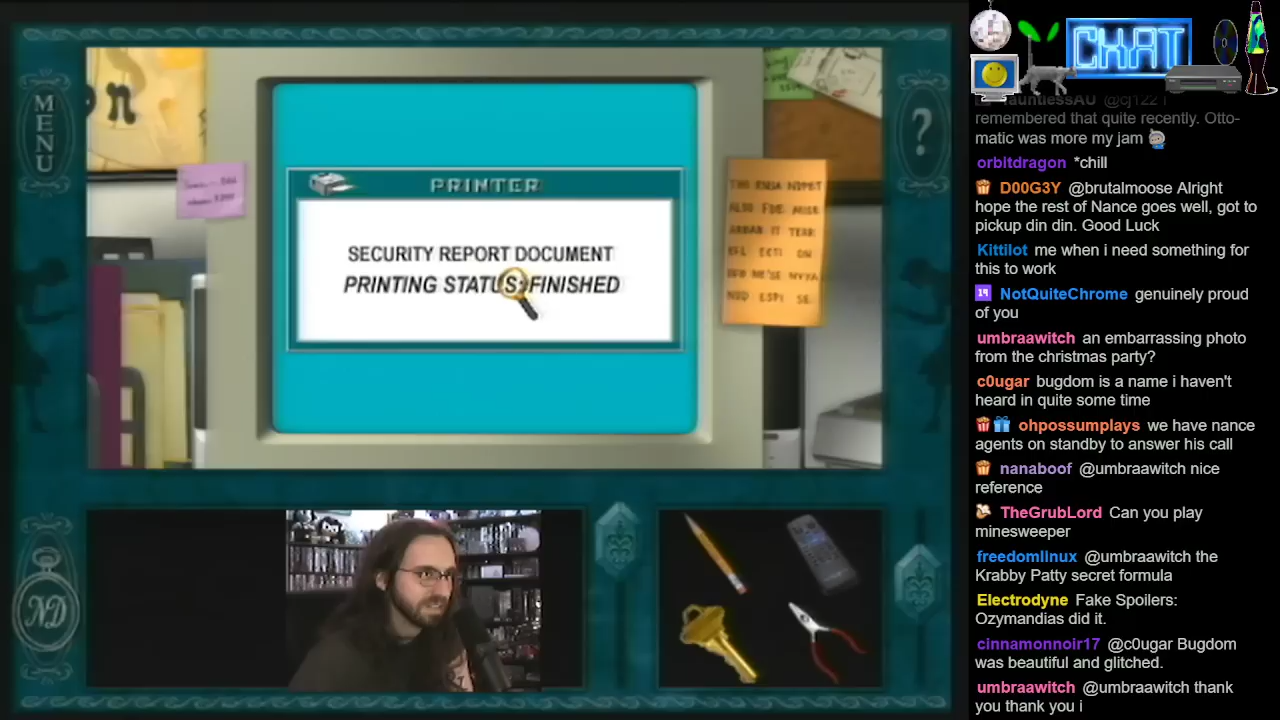 MENU
?
PRINTER
SECURITY REPORT DOCUMENT
PRINTING STATUS: FINISHED
ND
CHAT
TauntlessAU @cj122 i
remembered that quite recently. Otto-
matic was more my jam
orbitdragon *chill
D00G3Y @brutalmoose Alright
hope the rest of Nance goes well, got to
pickup din din. Good Luck
Kittilot me when i need something for
this to work
NotQuiteChrome genuinely proud
of you
umbraawitch an embarrassing photo
from the christmas party?
c0ugar bugdom is a name i haven't
heard in quite some time
ohpossumplays we have nance
agents on standby to answer his call
nanaboof @umbraawitch nice
reference
TheGrubLord Can you play
minesweeper
freedomlinux @umbraawitch the
Krabby Patty secret formula
Electrodyne Fake Spoilers:
Ozymandias did it.
cinnamonnoir17 @c0ugar Bugdom
was beautiful and glitched.
umbraawitch @umbraawitch thank
you thank you i